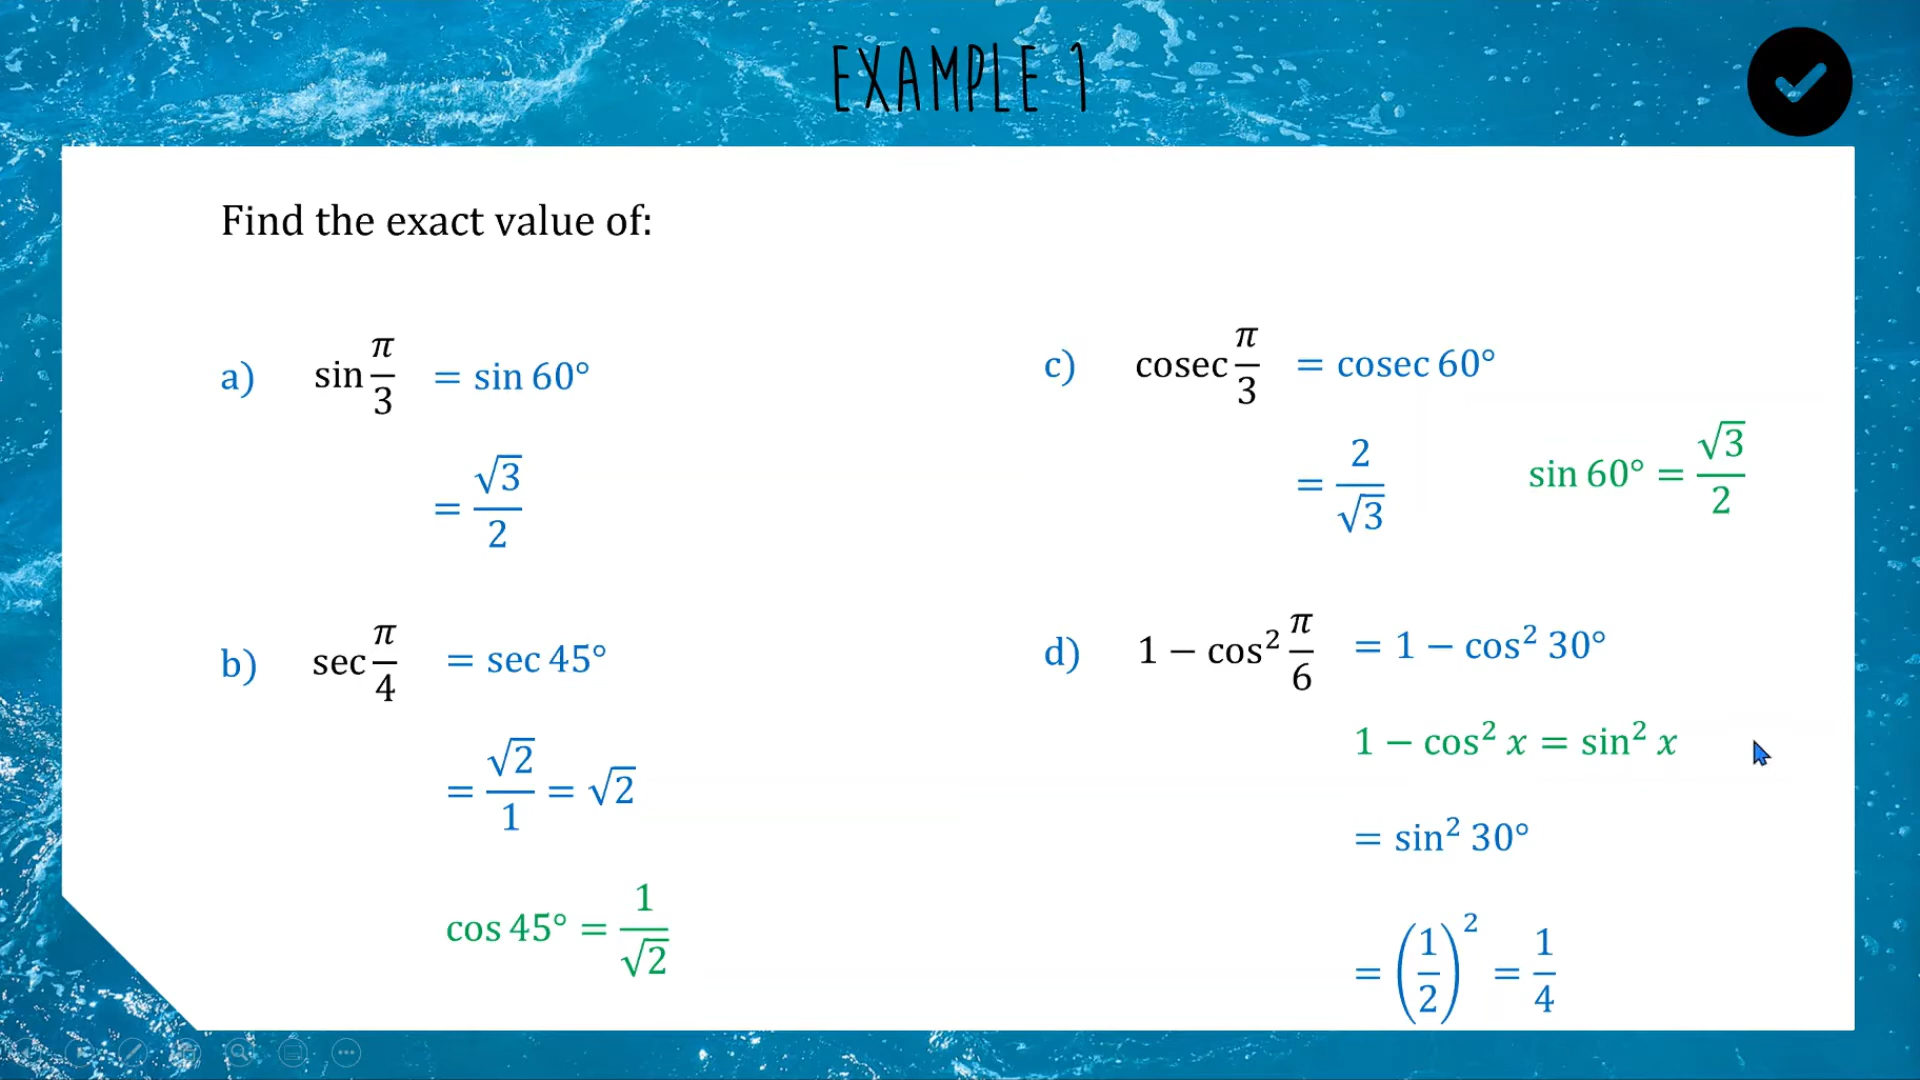 EXAMPLE 1
Find the exact value of:
a) sin π/3 = sin 60°
= √3/2
b) sec π/4 = sec 45°
= √2/1 = √2
cos 45° = 1/√2
c) cosec π/3 = cosec 60°
= 2/√3
sin 60° = √3/2
d) 1 − cos² π/6 = 1 − cos² 30°
1 − cos² x = sin² x
= sin² 30°
= (1/2)² = 1/4